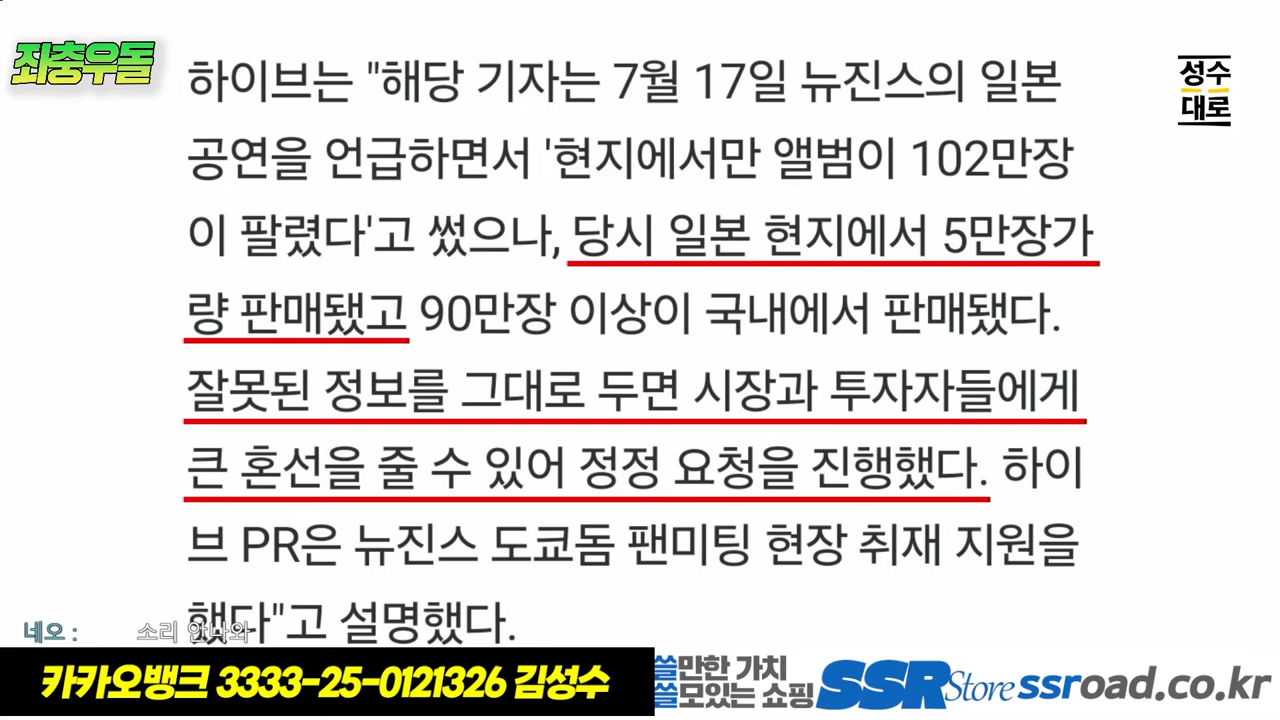 좌충우돌
성수
대로
하이브는 "해당 기자는 7월 17일 뉴진스의 일본
공연을 언급하면서 '현지에서만 앨범이 102만장
이 팔렸다'고 썼으나, 당시 일본 현지에서 5만장가
량 판매됐고 90만장 이상이 국내에서 판매됐다.
잘못된 정보를 그대로 두면 시장과 투자자들에게
큰 혼선을 줄 수 있어 정정 요청을 진행했다. 하이
브 PR은 뉴진스 도쿄돔 팬미팅 현장 취재 지원을
했다"고 설명했다.
네오 : 소리 안나와
카카오뱅크 3333-25-0121326 김성수
쓸만한 가치
쓸모있는 쇼핑
SSR Store ssroad.co.kr